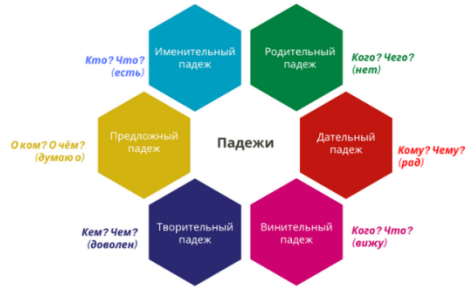 Именительный
падеж
Кто? Что?
(есть)
Родительный
падеж
Кого? Чего?
(нет)
Предложный
падеж
О ком? О чём?
(думаю о)
Падежи
Дательный
падеж
Кому? Чему?
(рад)
Творительный
падеж
Кем? Чем?
(доволен)
Винительный
падеж
Кого? Что?
(вижу)